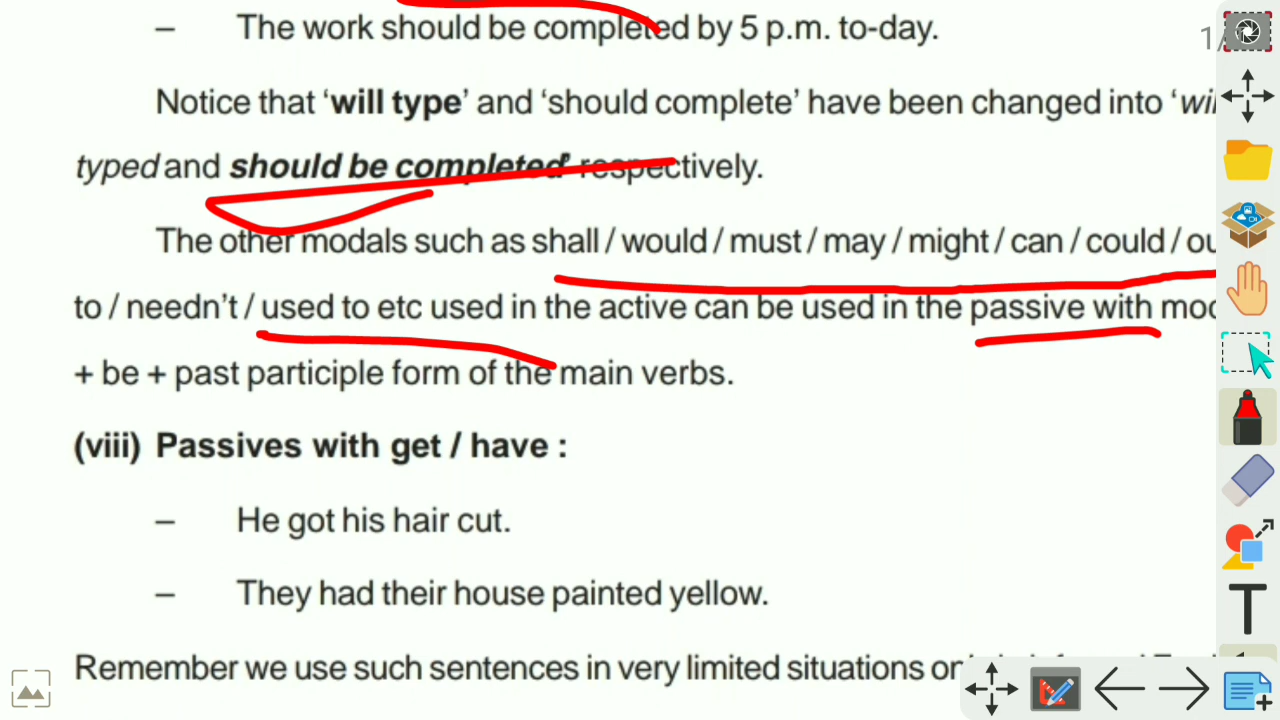 – The work should be completed by 5 p.m. to-day.
Notice that ‘will type’ and ‘should complete’ have been changed into ‘
typed and should be completed’ respectively.
The other modals such as shall / would / must / may / might / can / could /
to / needn’t / used to etc used in the active can be used in the passive with
+ be + past participle form of the main verbs.
(viii) Passives with get / have :
– He got his hair cut.
– They had their house painted yellow.
Remember we use such sentences in very limited situations
1/
T